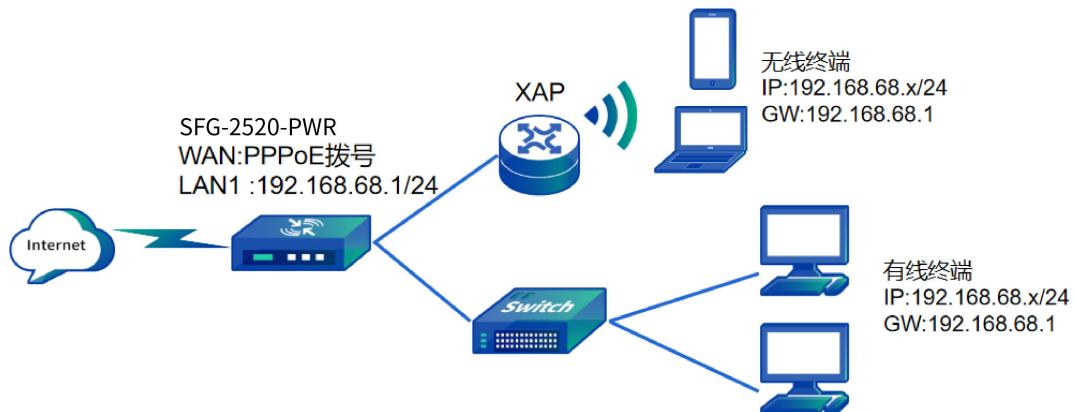 无线终端
IP:192.168.68.x/24
GW:192.168.68.1
XAP
SFG-2520-PWR
WAN:PPPoE拨号
LAN1 :192.168.68.1/24
Internet
Switch
有线终端
IP:192.168.68.x/24
GW:192.168.68.1